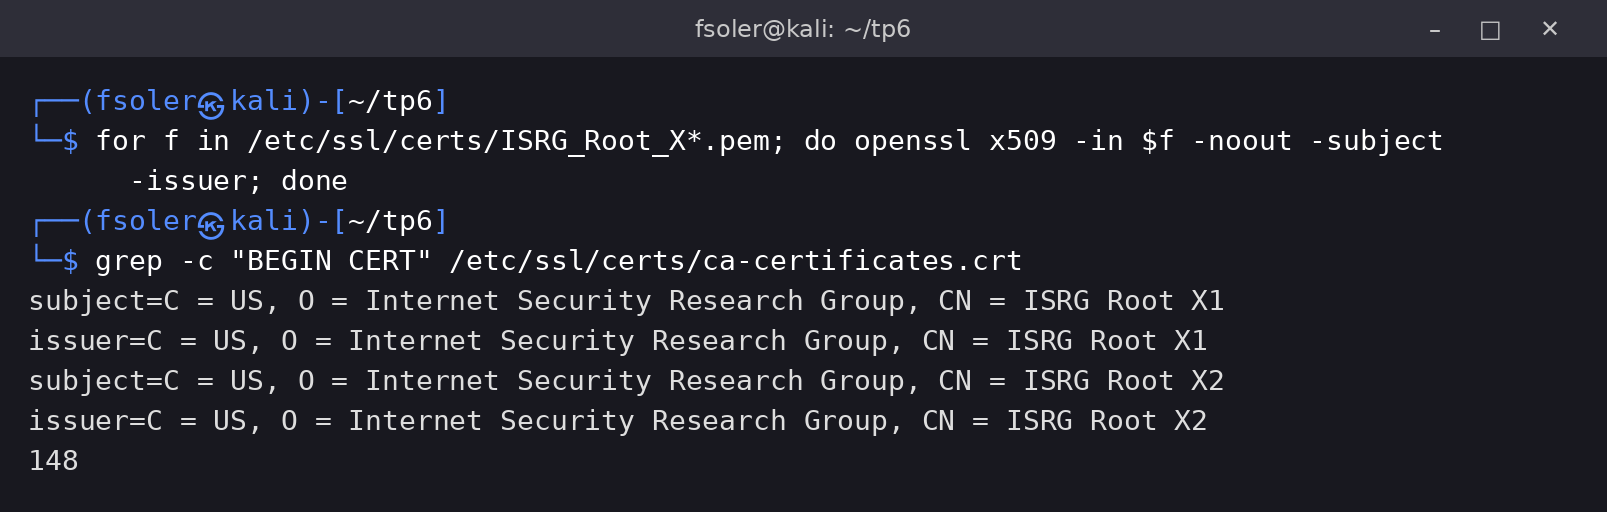 fsoler@kali: ~/tp6
┌──(fsoler㉿kali)-[~/tp6]
└─$ for f in /etc/ssl/certs/ISRG_Root_X*.pem; do openssl x509 -in $f -noout -subject
      -issuer; done
┌──(fsoler㉿kali)-[~/tp6]
└─$ grep -c "BEGIN CERT" /etc/ssl/certs/ca-certificates.crt
subject=C = US, O = Internet Security Research Group, CN = ISRG Root X1
issuer=C = US, O = Internet Security Research Group, CN = ISRG Root X1
subject=C = US, O = Internet Security Research Group, CN = ISRG Root X2
issuer=C = US, O = Internet Security Research Group, CN = ISRG Root X2
148